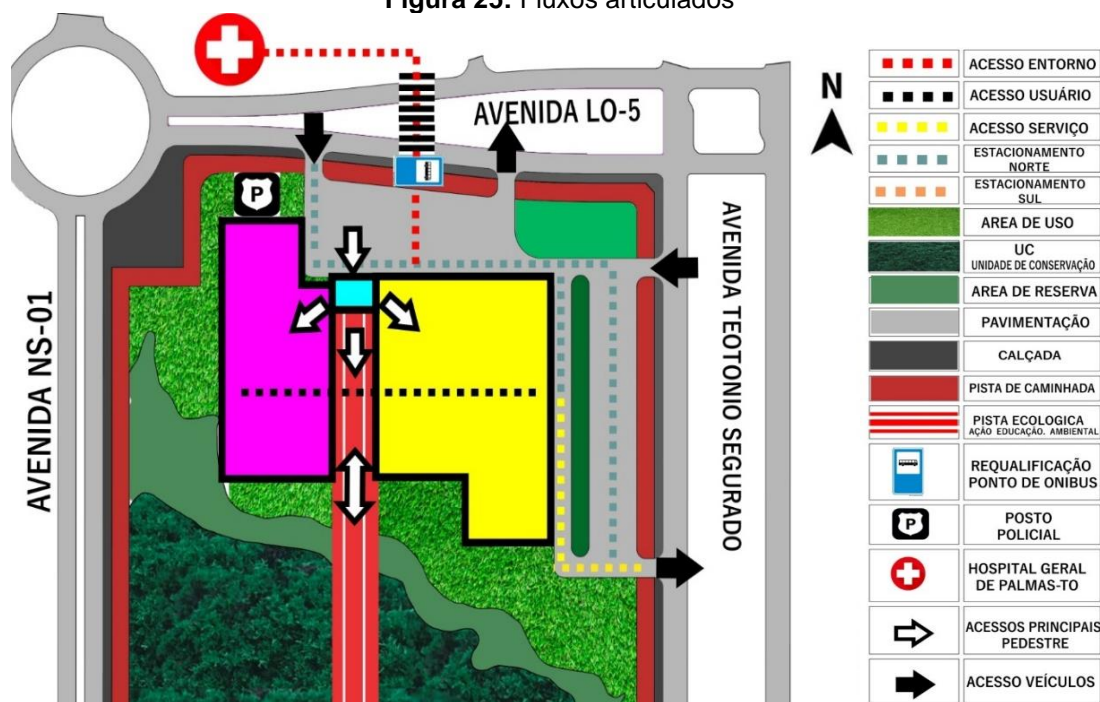 Figura 25: Fluxos articulados
AVENIDA LO-5
N
AVENIDA NS-01
AVENIDA TEOTONIO SEGURADO
P
ACESSO ENTORNO
ACESSO USUÁRIO
ACESSO SERVIÇO
ESTACIONAMENTO
NORTE
ESTACIONAMENTO
SUL
AREA DE USO
UC
UNIDADE DE CONSERVAÇÃO
AREA DE RESERVA
PAVIMENTAÇÃO
CALÇADA
PISTA DE CAMINHADA
PISTA ECOLOGICA
AÇÃO EDUCAÇÃO. AMBIENTAL
REQUALIFICAÇÃO
PONTO DE ONIBUS
P
POSTO
POLICIAL
HOSPITAL GERAL
DE PALMAS-TO
ACESSOS PRINCIPAIS
PEDESTRE
ACESSO VEÍCULOS